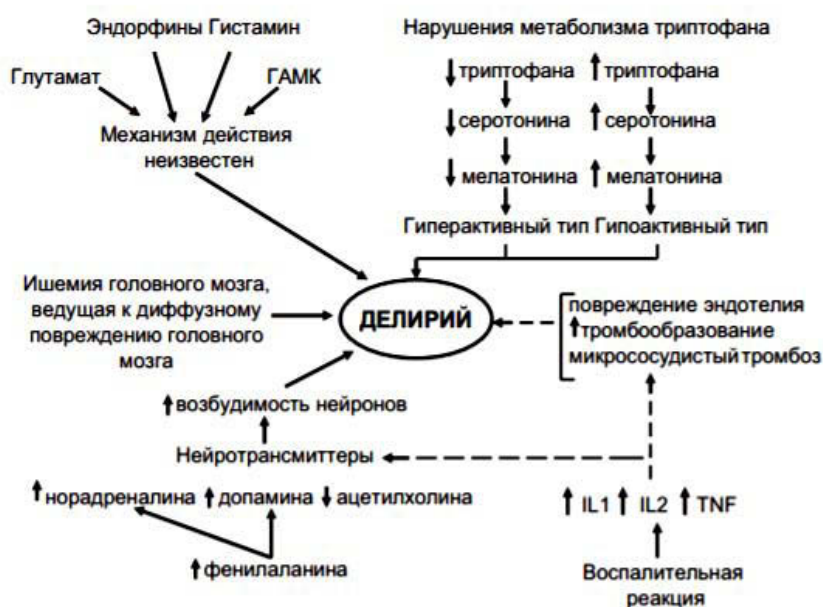 Эндорфины Гистамин
Глутамат
ГАМК
Механизм действия
неизвестен
Нарушения метаболизма триптофана
триптофана
триптофана
серотонина
серотонина
мелатонина
мелатонина
Гиперактивный тип Гипоактивный тип
Ишемия головного мозга,
ведущая к диффузному
повреждению головного
мозга
ДЕЛИРИЙ
повреждение эндотелия
тромбообразование
микрососудистый тромбоз
возбудимость нейронов
Нейротрансмиттеры
норадреналина допамина ацетилхолина
фенилаланина
IL1 IL2 TNF
Воспалительная
реакция